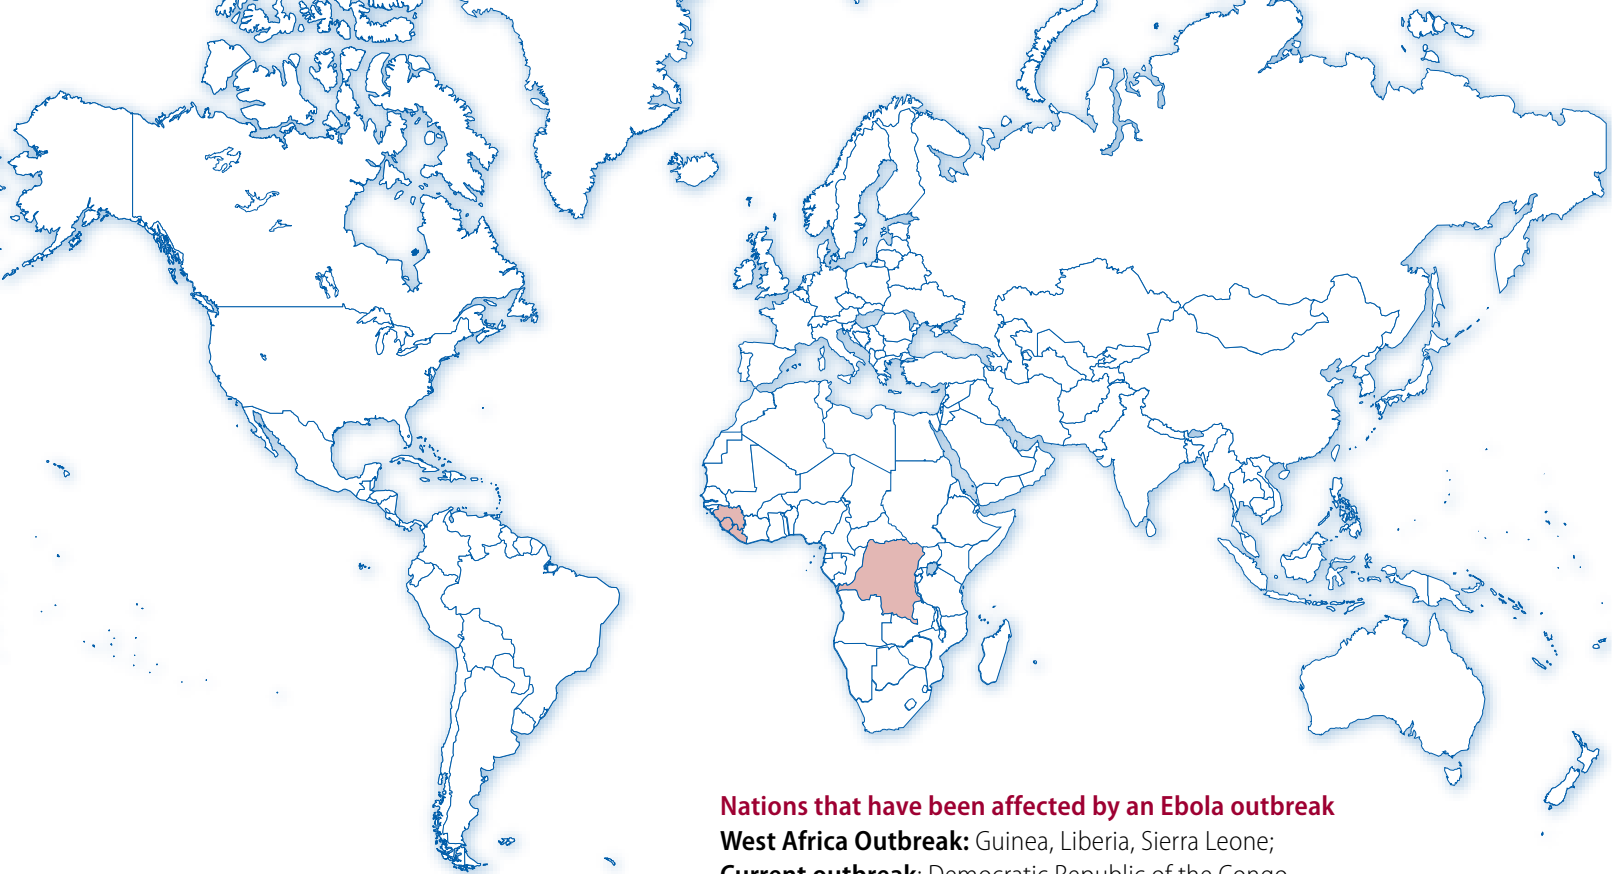 Nations that have been affected by an Ebola outbreak
West Africa Outbreak: Guinea, Liberia, Sierra Leone;
Current outbreak: Democratic Republic of the Congo